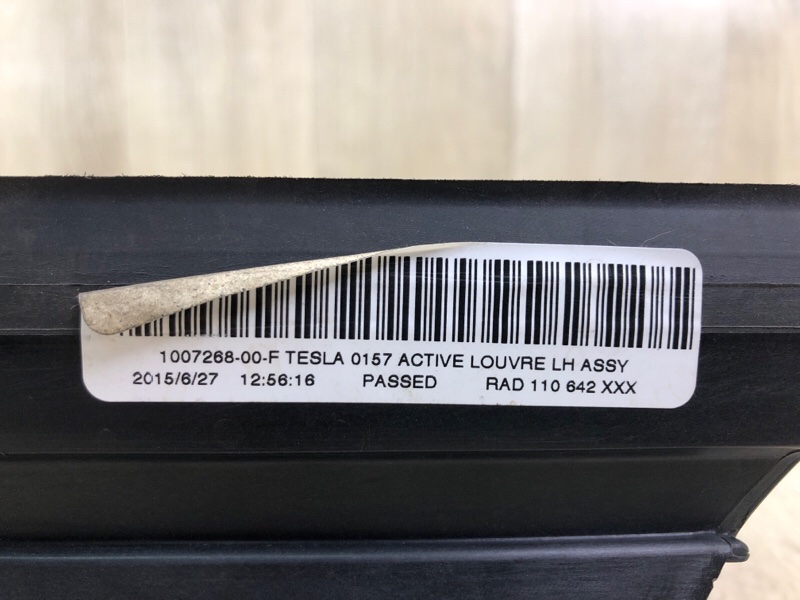 1007268-00-F TESLA 0157 ACTIVE LOUVRE LH ASSY
2015/6/27 12:56:16 PASSED RAD 110 642 XXX